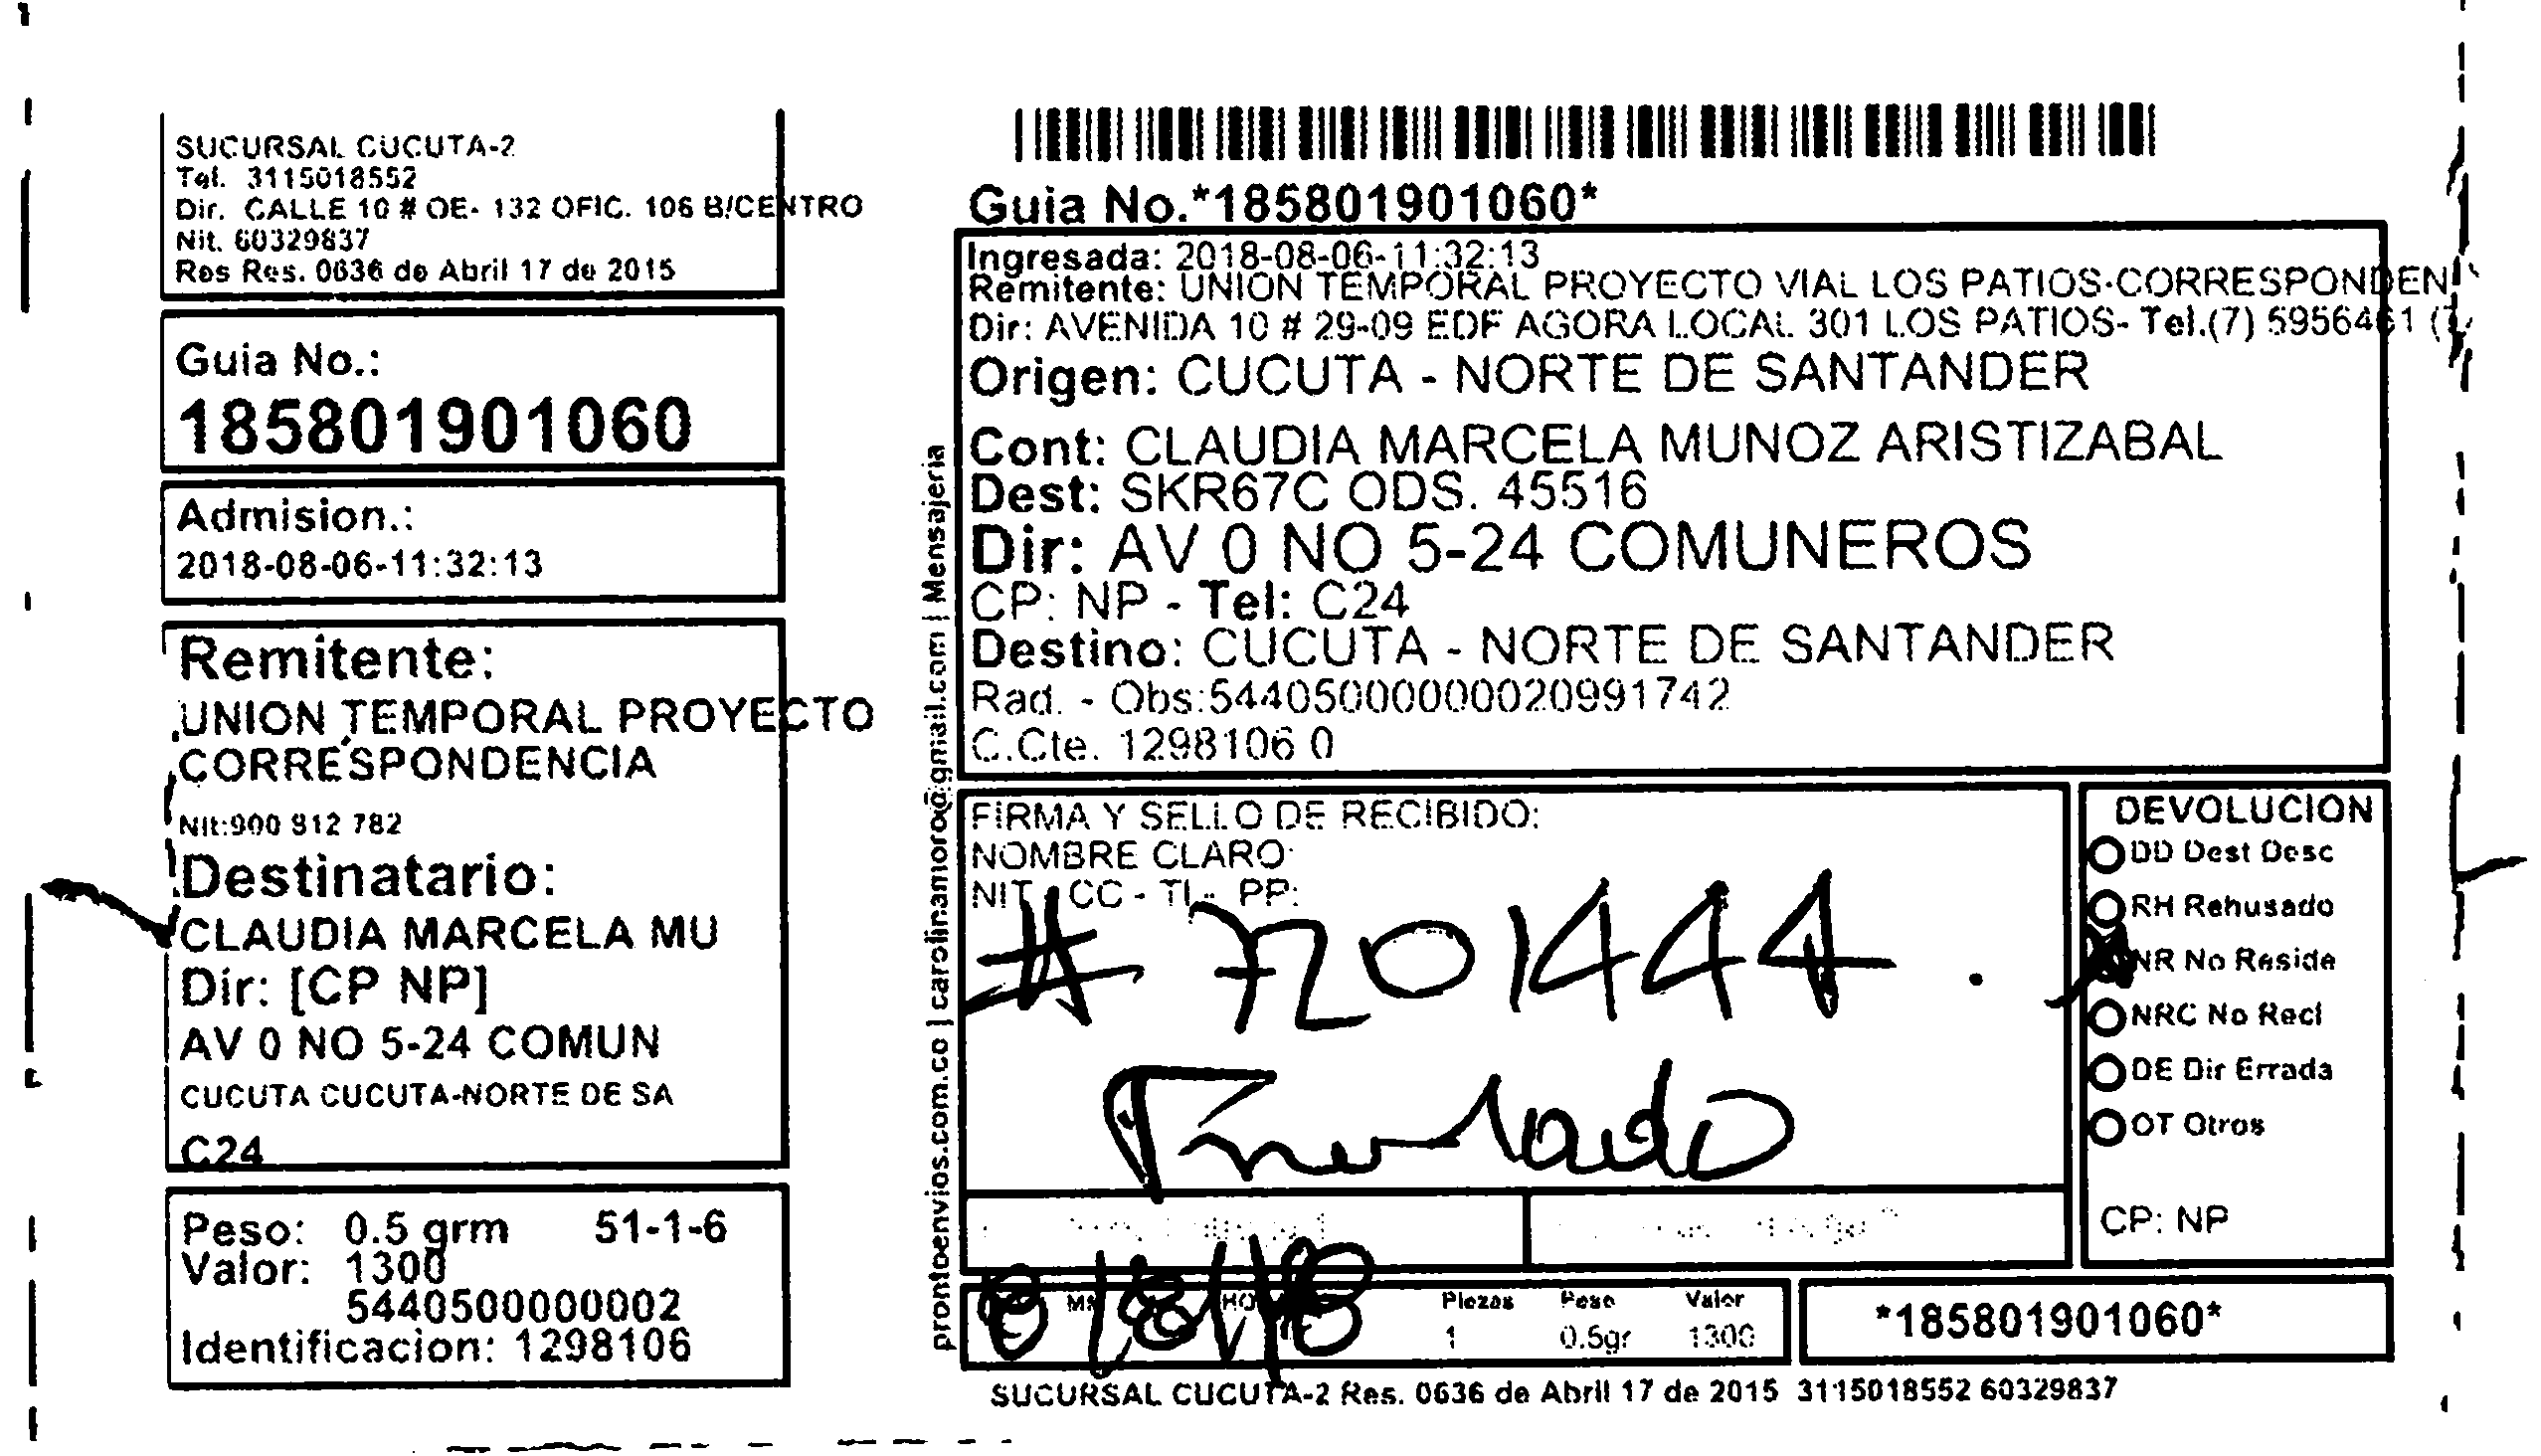 SUCURSAL CUCUTA-2
Tel. 3115018552
Dir. CALLE 10 # OE- 132 OFIC. 106 B/CENTRO
Nit. 60329837
Res Res. 0636 de Abril 17 de 2015
Guia No.:
185801901060
Admision.:
2018-08-06-11:32:13
Remitente:
UNION TEMPORAL PROYECTO
CORRESPONDENCIA
Nit:900 912 782
Destinatario:
CLAUDIA MARCELA MU
Dir: [CP NP]
AV 0 NO 5-24 COMUN
CUCUTA CUCUTA-NORTE DE SA
C24
Peso: 0.5 grm 51-1-6
Valor: 1300
5440500000002
Identificacion: 1298106
prontoenvios.com.co | carolinamoro@gmail.com | Mensajeria
Guia No.*185801901060*
Ingresada: 2018-08-06-11:32:13
Remitente: UNION TEMPORAL PROYECTO VIAL LOS PATIOS-CORRESPONDEN
Dir: AVENIDA 10 # 29-09 EDF AGORA LOCAL 301 LOS PATIOS- Tel.(7) 5956461 (7
Origen: CUCUTA - NORTE DE SANTANDER
Cont: CLAUDIA MARCELA MUNOZ ARISTIZABAL
Dest: SKR67C ODS. 45516
Dir: AV 0 NO 5-24 COMUNEROS
CP: NP - Tel: C24
Destino: CUCUTA - NORTE DE SANTANDER
Rad. - Obs:54405000000020991742
C.Cte. 1298106 0
FIRMA Y SELLO DE RECIBIDO:
NOMBRE CLARO:
NIT - CC - TI - PP:
# 701444.
Trasladado
DEVOLUCION
DD Dest Desc
RH Rehusado
NR No Reside
NRC No Recl
DE Dir Errada
OT Otros
CP: NP
Piezas Peso Valor
1 0.5gr 1300
*185801901060*
SUCURSAL CUCUTA-2 Res. 0636 de Abril 17 de 2015 3115018552 60329837